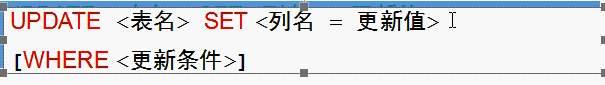 UPDATE <表名> SET <列名 = 更新值>
[WHERE <更新条件>]